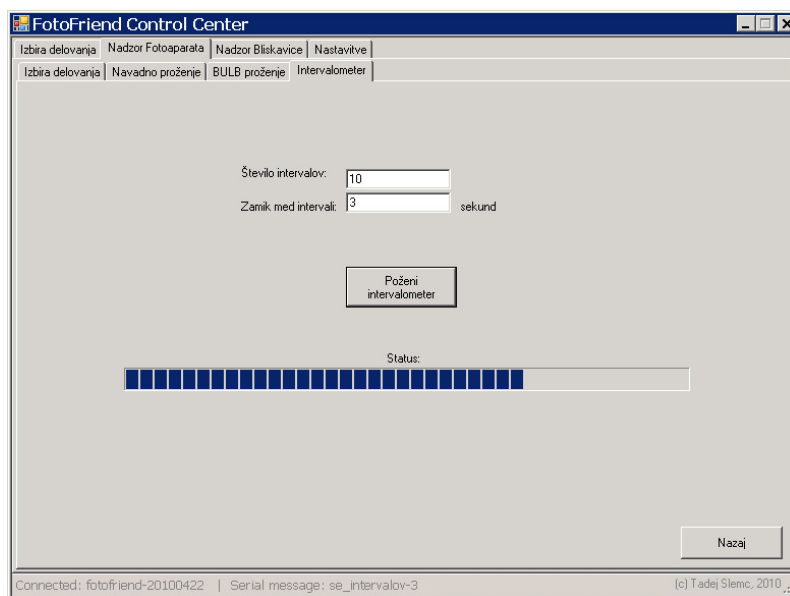 FotoFriend Control Center
Izbira delovanja Nadzor Fotoaparata Nadzor Bliskavice Nastavitve
Izbira delovanja Navadno proženje BULB proženje Intervalometer
Število intervalov: 10
Zamik med intervali: 3 sekund
Poženi
intervalometer
Status:
Nazaj
Connected: fotofriend-20100422 | Serial message: se_intervalov-3 (c) Tadej Slemc, 2010